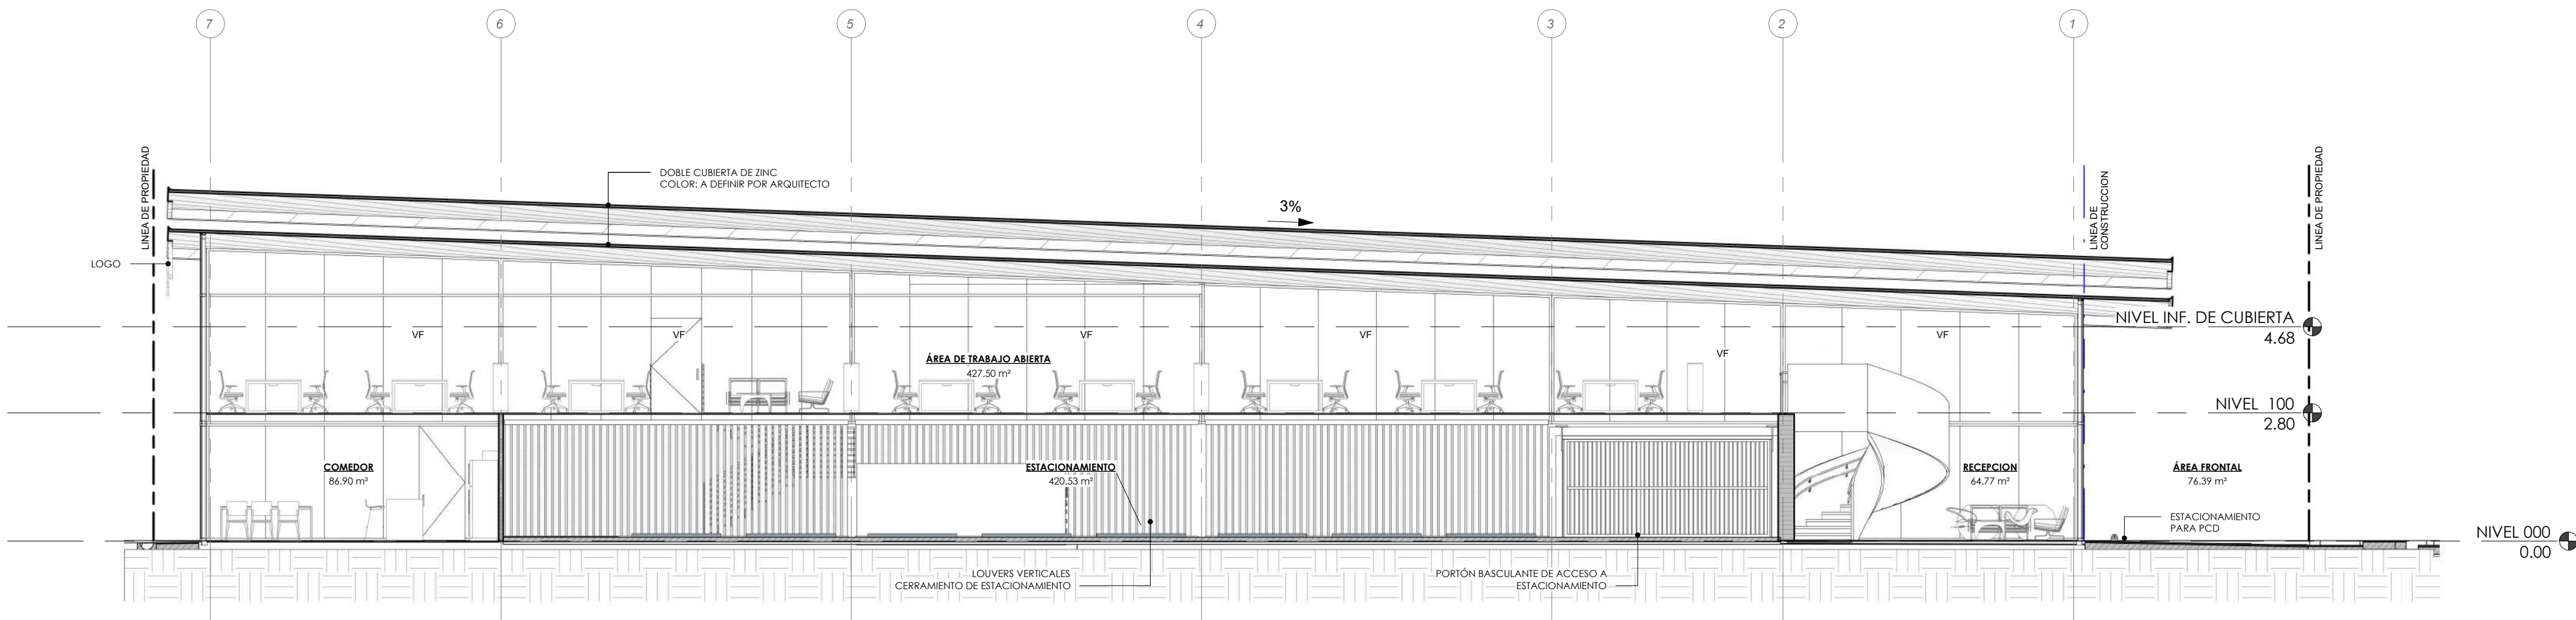 7
6
5
4
3
2
1
LINEA DE PROPIEDAD
DOBLE CUBIERTA DE ZINC
COLOR: A DEFINIR POR ARQUITECTO
3%
LINEA DE
CONSTRUCCION
LINEA DE PROPIEDAD
LOGO
NIVEL INF. DE CUBIERTA
4.68
VF
VF
VF
VF
VF
VF
ÁREA DE TRABAJO ABIERTA
427.50 m²
NIVEL 100
2.80
COMEDOR
86.90 m²
ESTACIONAMIENTO
420.53 m²
RECEPCION
64.77 m²
ÁREA FRONTAL
76.39 m²
ESTACIONAMIENTO
PARA PCD
NIVEL 000
0.00
LOUVERS VERTICALES
CERRAMIENTO DE ESTACIONAMIENTO
PORTÓN BASCULANTE DE ACCESO A
ESTACIONAMIENTO